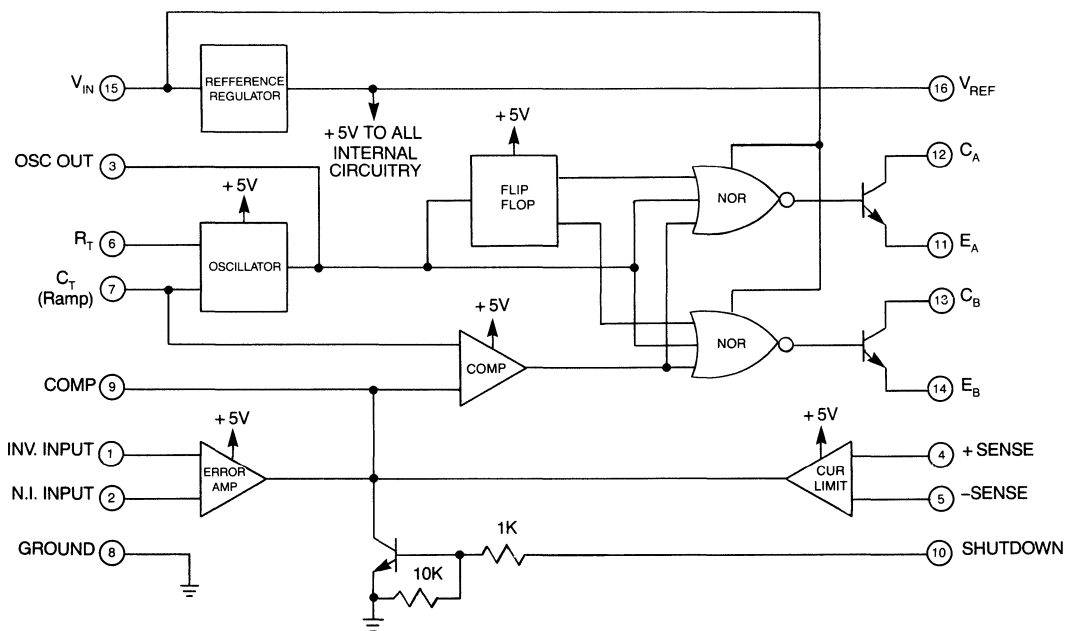 V_IN 15
REFFERENCE
REGULATOR
16 V_REF
+5V TO ALL
INTERNAL
CIRCUITRY
OSC OUT 3
+5V
+5V
FLIP
FLOP
NOR
12 C_A
11 E_A
R_T 6
OSCILLATOR
C_T 7
(Ramp)
+5V
13 C_B
COMP
NOR
COMP 9
14 E_B
+5V
+5V
INV. INPUT 1
ERROR
AMP
N.I. INPUT 2
CUR
LIMIT
4 +SENSE
5 –SENSE
GROUND 8
1K
10 SHUTDOWN
10K